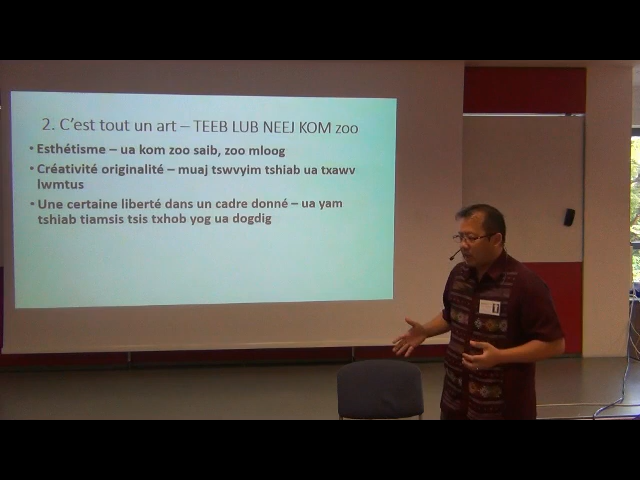 2. C'est tout un art – TEEB LUB NEEJ KOM zoo
• Esthétisme – ua kom zoo saib, zoo mloog
• Créativité originalité – muaj tswvyim tshiab ua txawv
lwmtus
• Une certaine liberté dans un cadre donné – ua yam
tshiab tiamsis tsis txhob yog ua dogdig